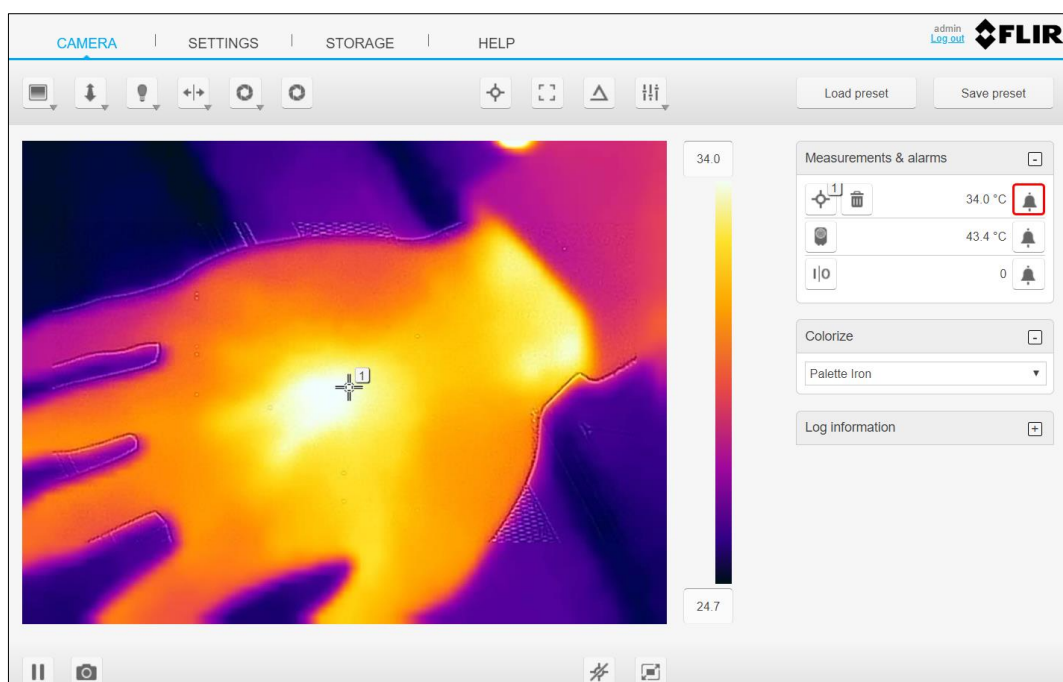 CAMERA | SETTINGS | STORAGE | HELP
admin
Log out
FLIR
Load preset
Save preset
34.0
Measurements & alarms
1
34.0 °C
43.4 °C
I|O
0
Colorize
Palette Iron
Log information
1
24.7